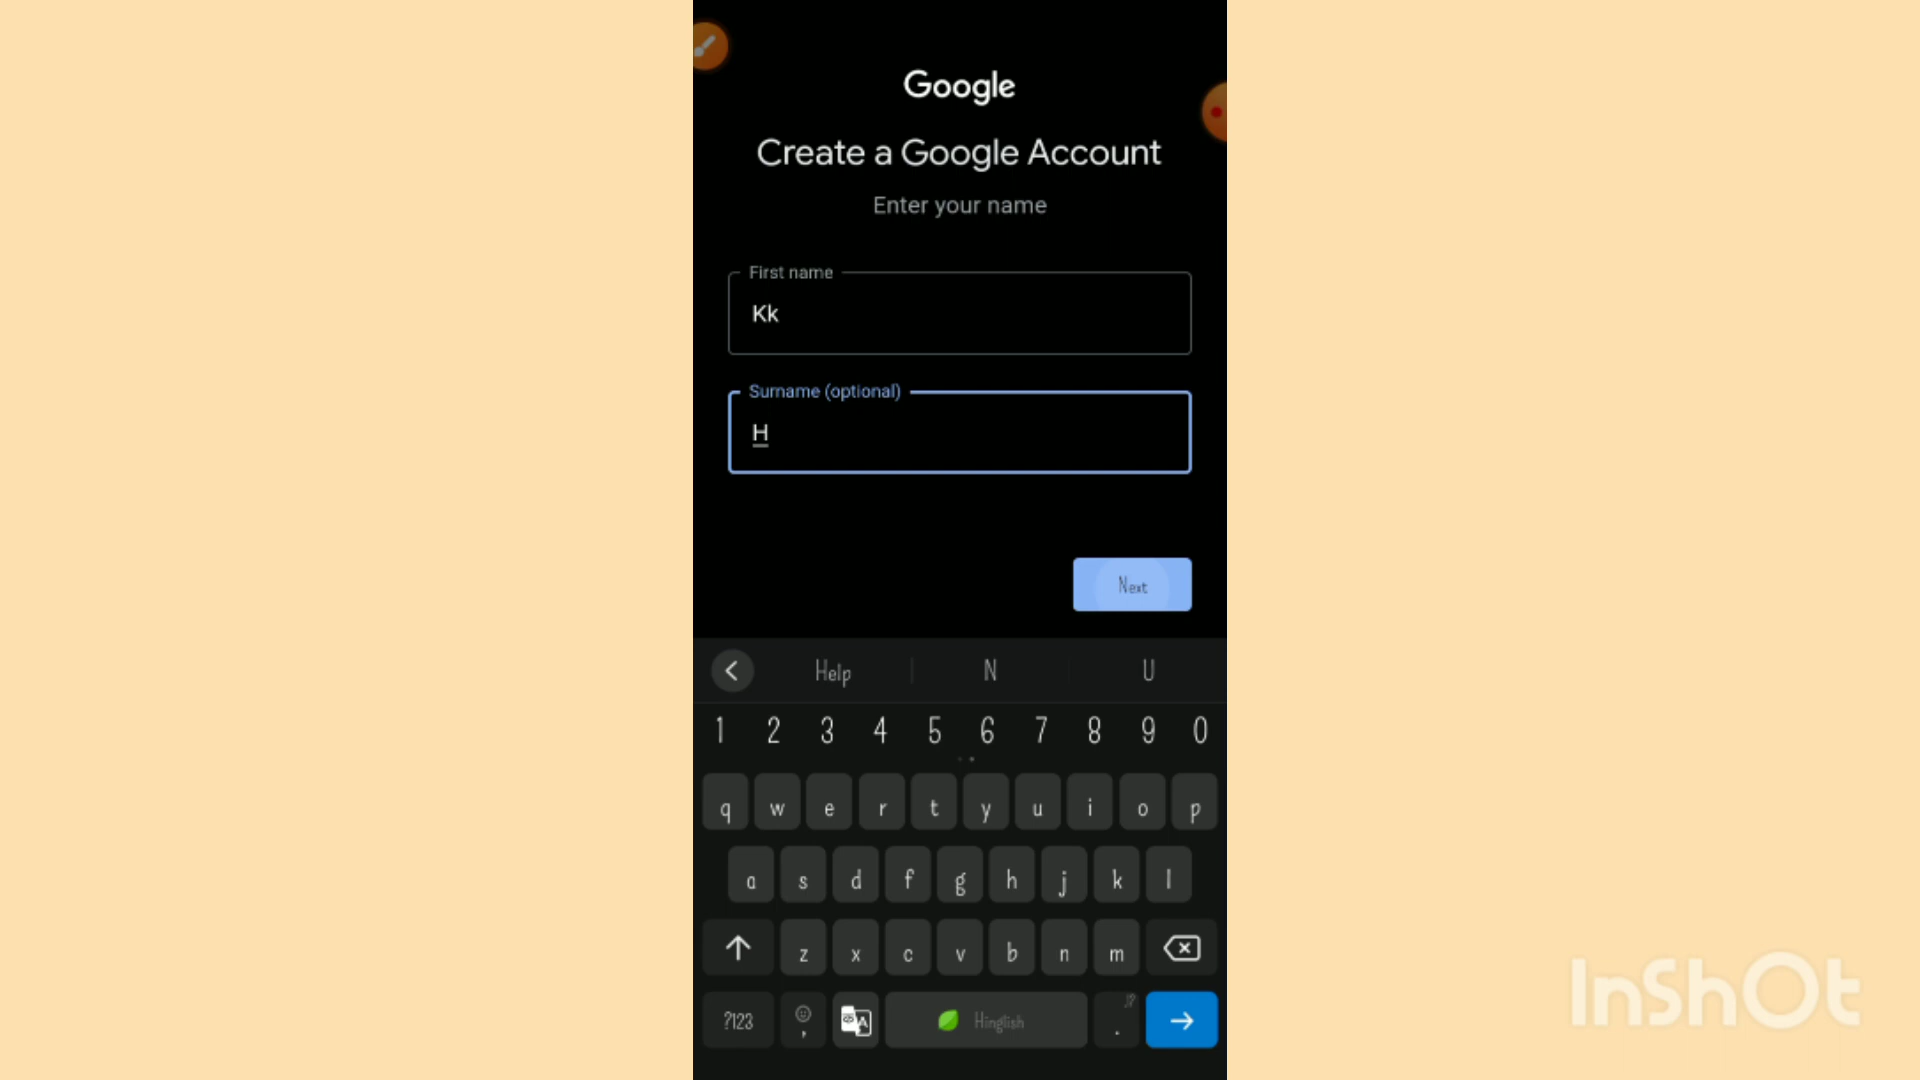 Google
Create a Google Account
Enter your name
First name
Kk
Surname (optional)
H
Next
Help N U
1 2 3 4 5 6 7 8 9 0
q w e r t y u i o p
a s d f g h j k l
z x c v b n m
?123 , Hinglish .
InShOt